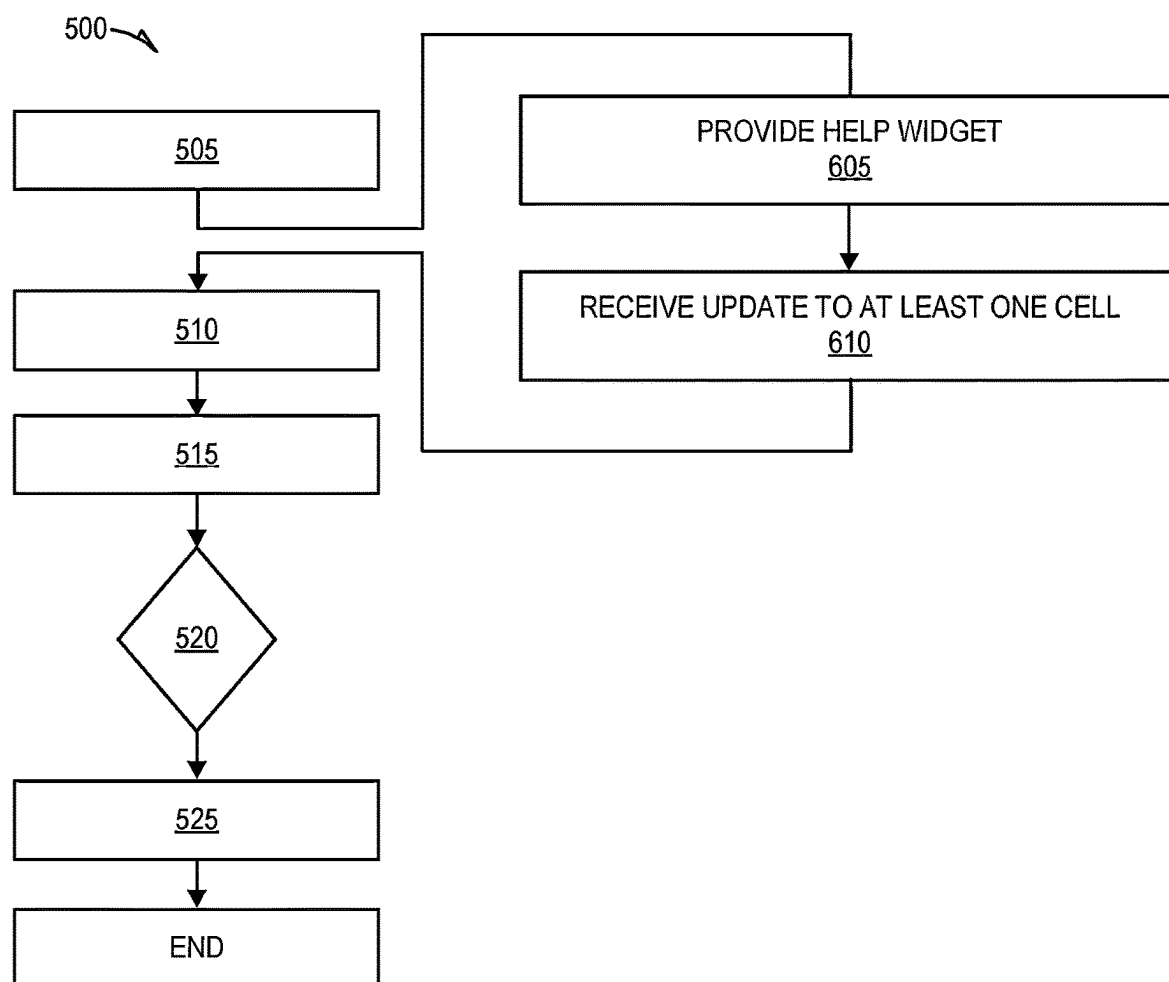 500
505
PROVIDE HELP WIDGET
605
RECEIVE UPDATE TO AT LEAST ONE CELL
610
510
515
520
525
END